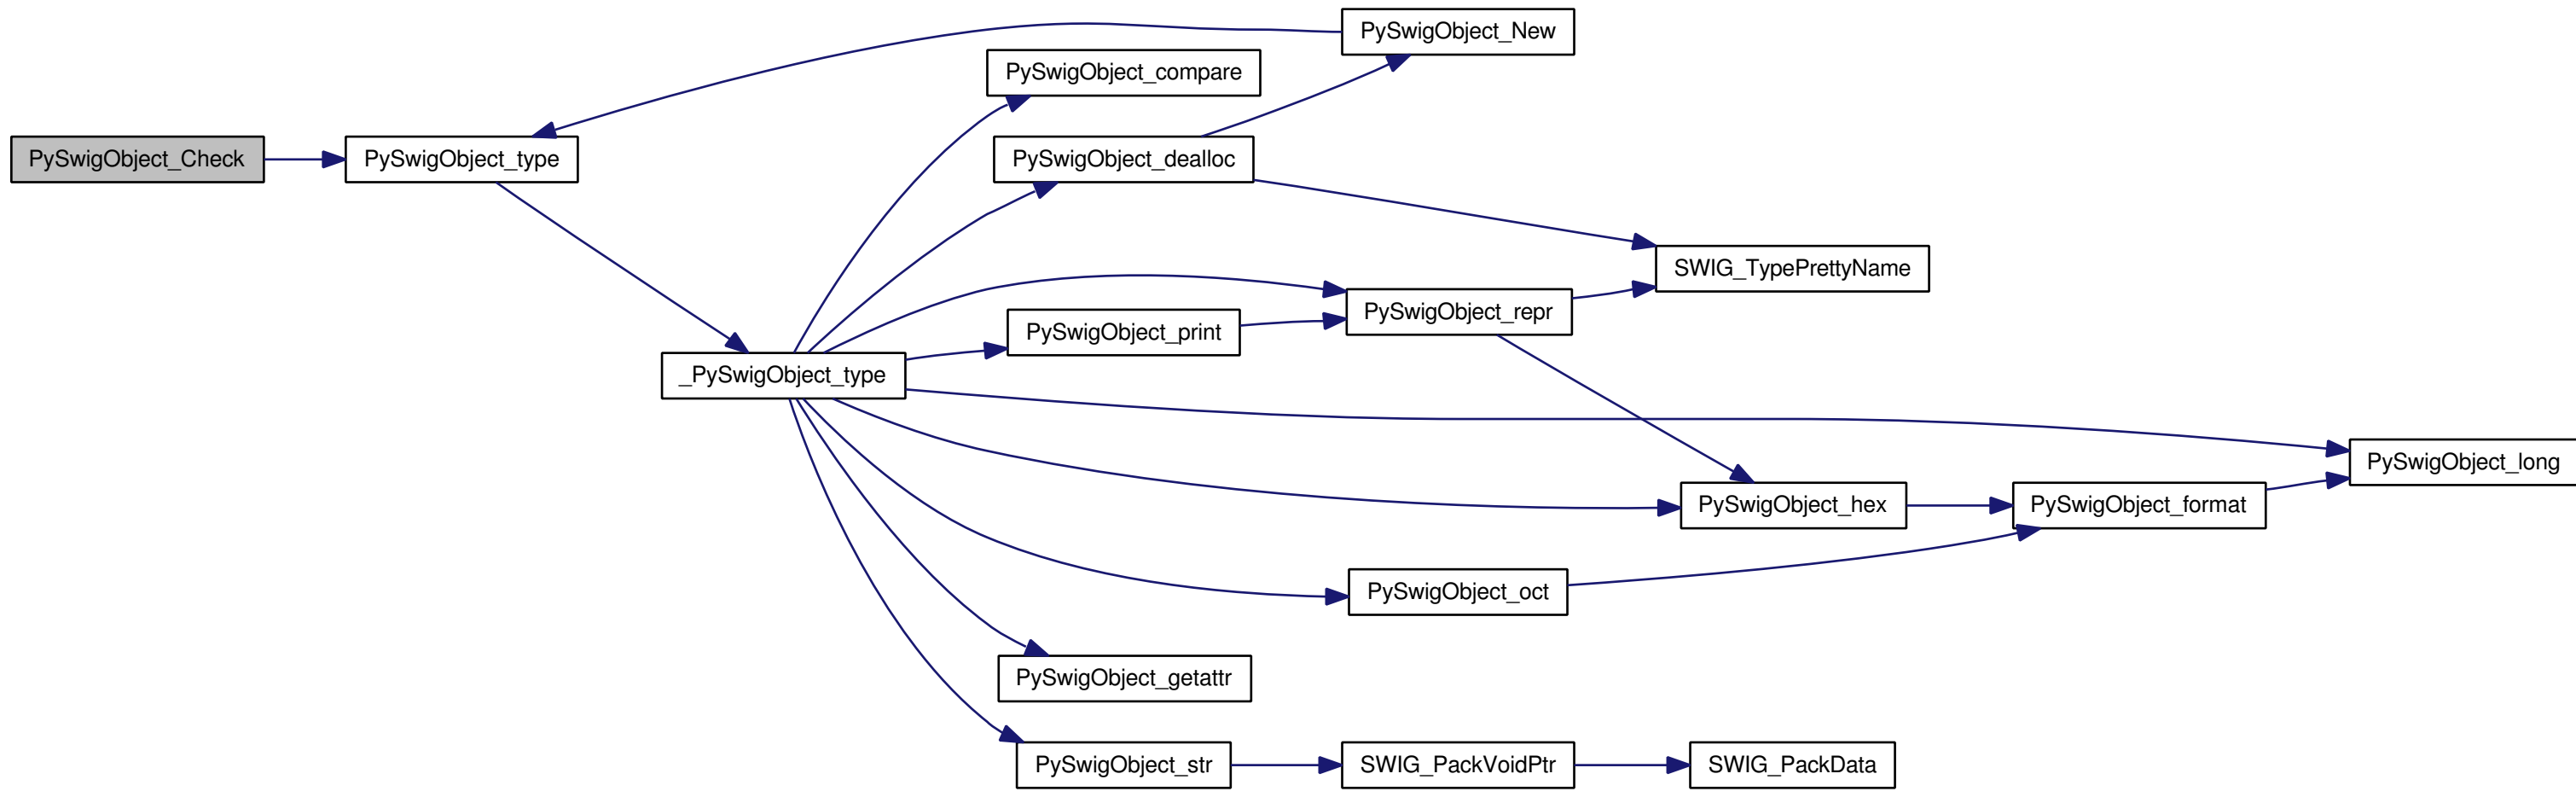 PySwigObject_New
PySwigObject_compare
PySwigObject_Check
PySwigObject_type
PySwigObject_dealloc
SWIG_TypePrettyName
PySwigObject_repr
PySwigObject_print
_PySwigObject_type
PySwigObject_long
PySwigObject_hex
PySwigObject_format
PySwigObject_oct
PySwigObject_getattr
PySwigObject_str
SWIG_PackVoidPtr
SWIG_PackData